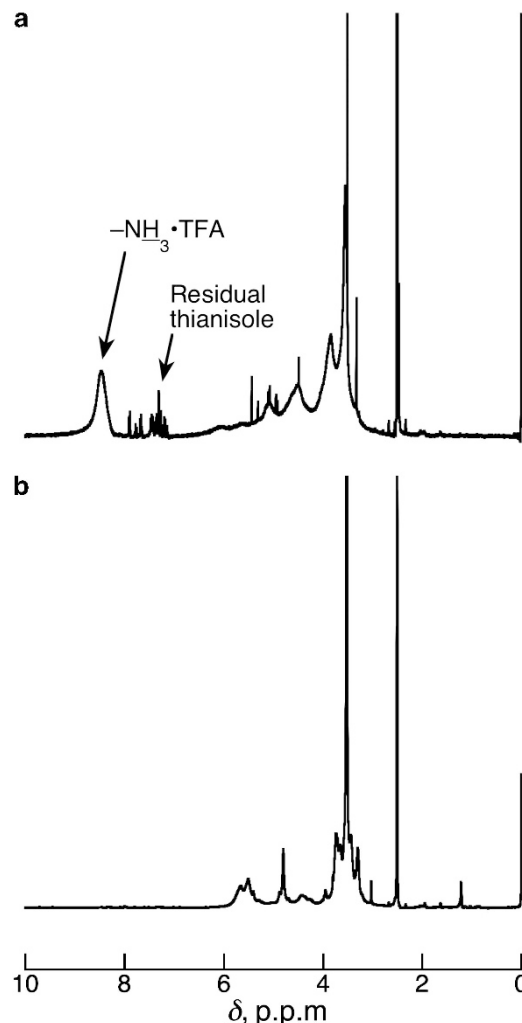 a
–NH₃•TFA
Residual
thianisole
b
10 8 6 4 2 0
δ, p.p.m